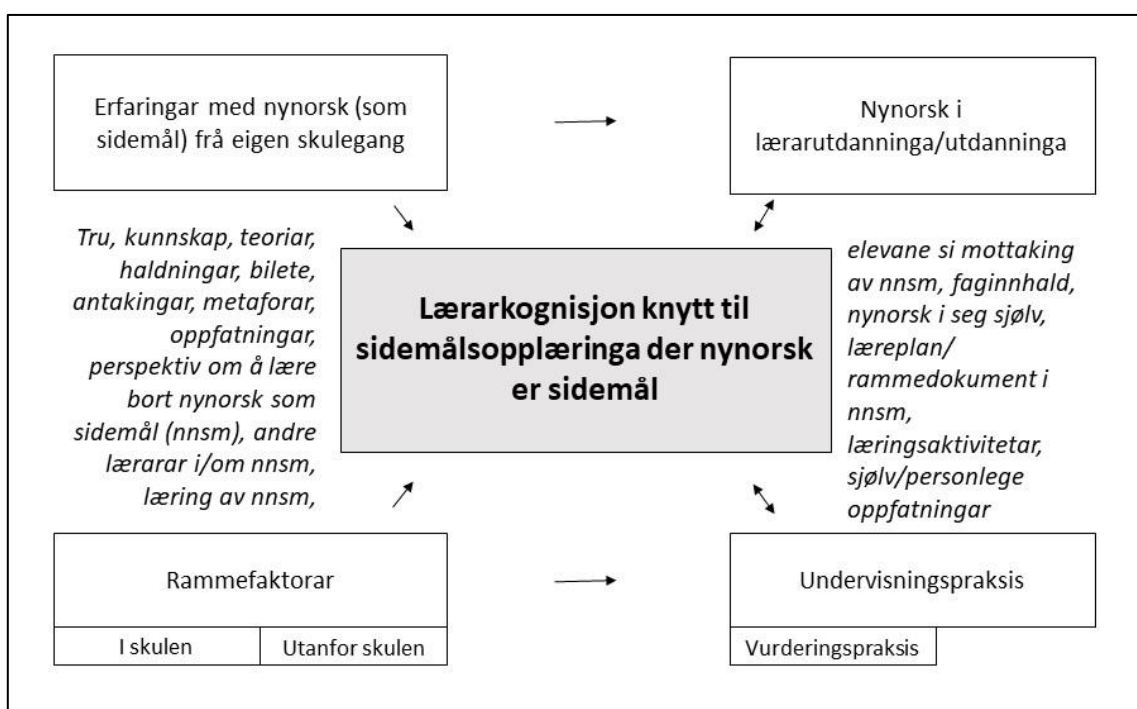 Erfaringar med nynorsk (som
sidemål) frå eigen skulegang
Nynorsk i
lærarutdanninga/utdanninga
Tru, kunnskap, teoriar,
haldningar, bilete,
antakingar, metaforar,
oppfatningar,
perspektiv om å lære
bort nynorsk som
sidemål (nnsm), andre
lærarar i/om nnsm,
læring av nnsm,
Lærarkognisjon knytt til
sidemålsopplæringa der nynorsk
er sidemål
elevane si mottaking
av nnsm, faginnhald,
nynorsk i seg sjølv,
læreplan/
rammedokument i
nnsm,
læringsaktivitetar,
sjølv/personlege
oppfatningar
Rammefaktorar
I skulen
Utanfor skulen
Undervisningspraksis
Vurderingspraksis